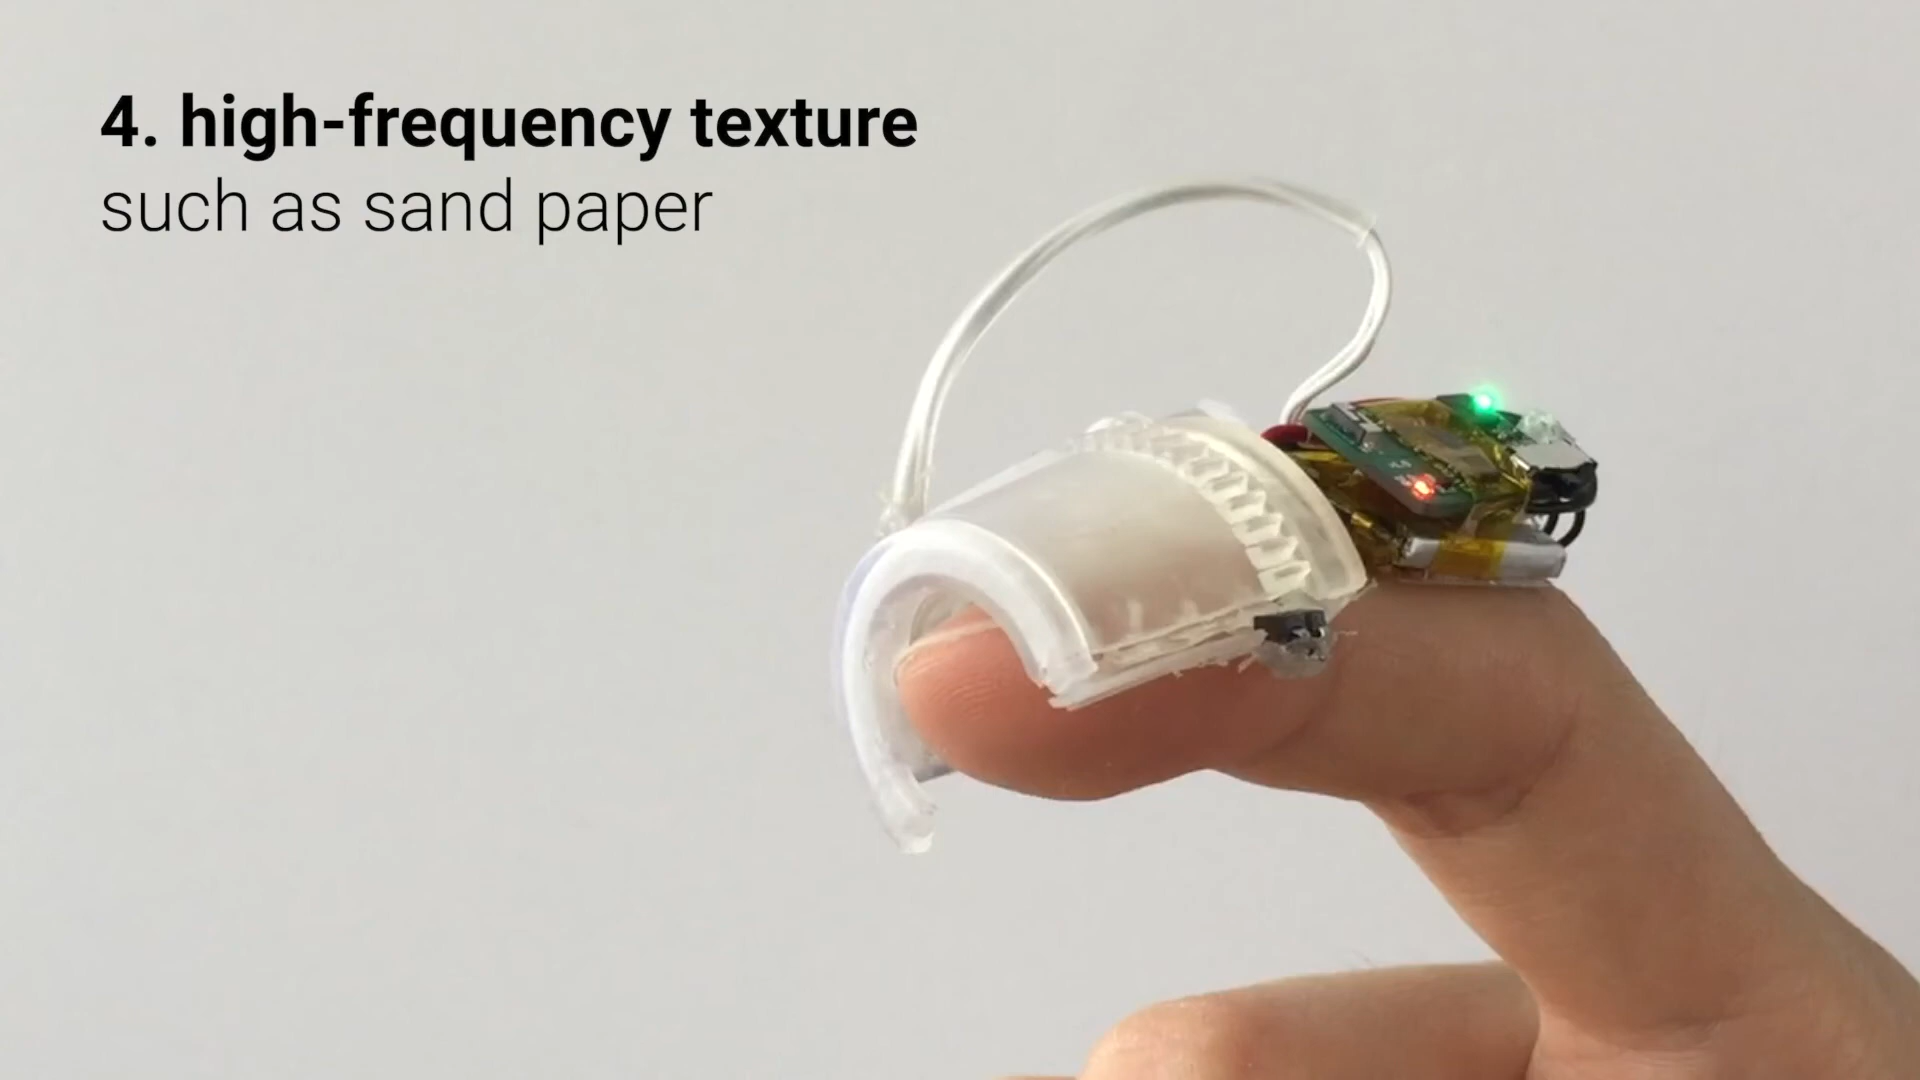 4. high-frequency texture
such as sand paper